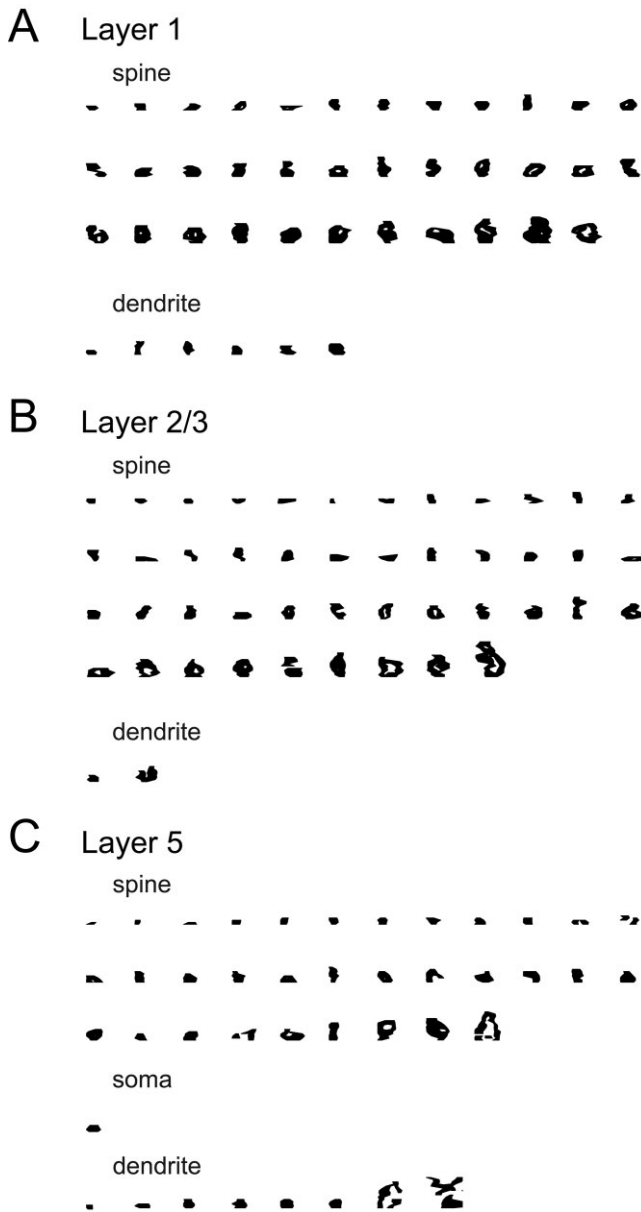 A Layer 1
spine
dendrite
B Layer 2/3
spine
dendrite
C Layer 5
spine
soma
dendrite